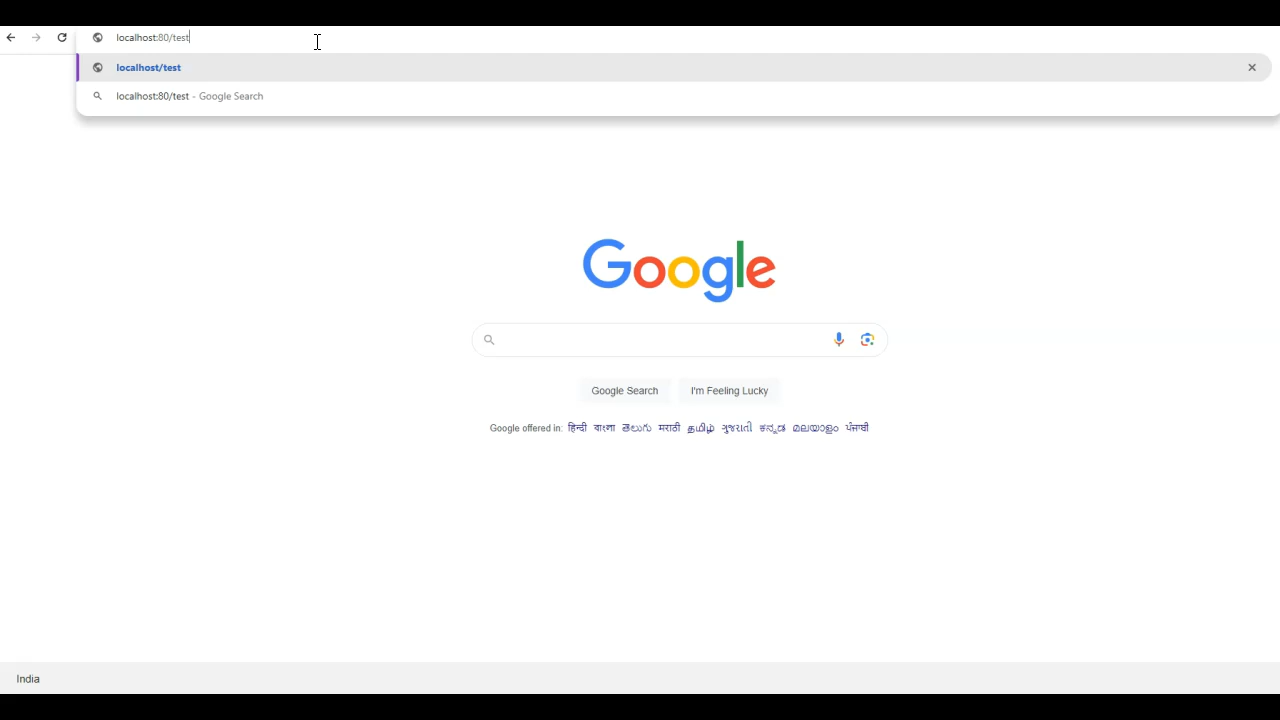 localhost:80/test
localhost/test
localhost:80/test - Google Search
Google
Google Search I'm Feeling Lucky
Google offered in: हिन्दी বাংলা తెలుగు मराठी தமிழ் ગુજરાતી ಕನ್ನಡ മലയാളം ਪੰਜਾਬੀ
India